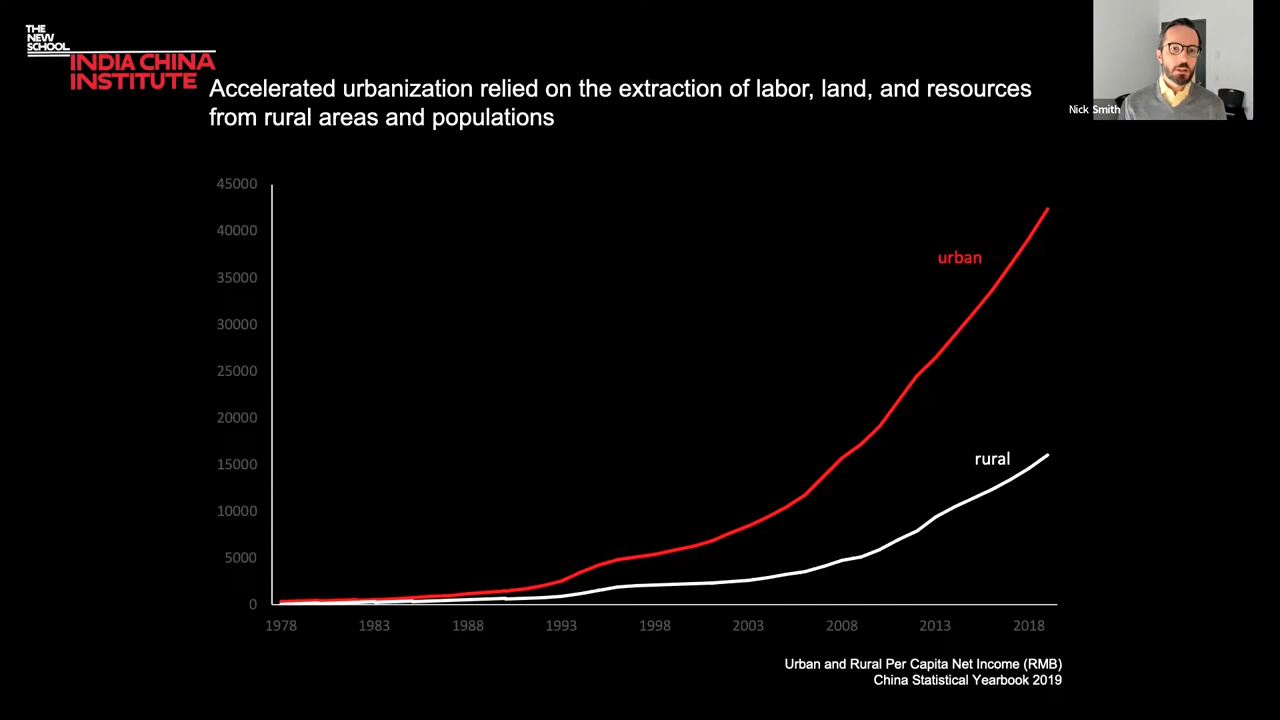 THE
NEW
SCHOOL
INDIA CHINA
INSTITUTE
Accelerated urbanization relied on the extraction of labor, land, and resources
from rural areas and populations
Nick Smith
45000
40000
35000
30000
25000
20000
15000
10000
5000
0
urban
rural
1978 1983 1988 1993 1998 2003 2008 2013 2018
Urban and Rural Per Capita Net Income (RMB)
China Statistical Yearbook 2019